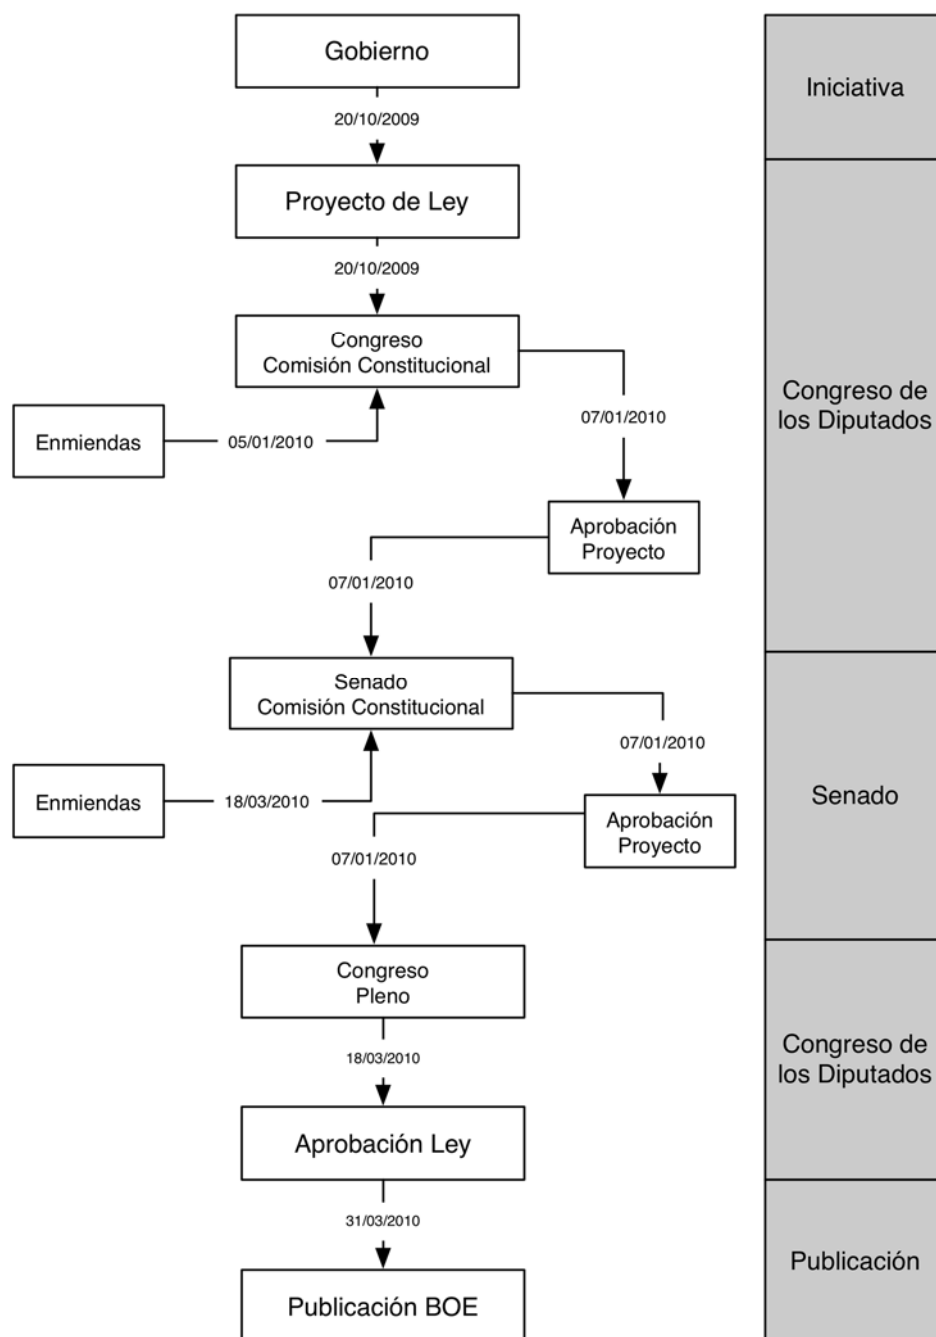 Gobierno
Iniciativa
20/10/2009
Proyecto de Ley
20/10/2009
Congreso
Comisión Constitucional
Congreso de
los Diputados
07/01/2010
Enmiendas
05/01/2010
Aprobación
Proyecto
07/01/2010
Senado
Comisión Constitucional
07/01/2010
Enmiendas
18/03/2010
Senado
Aprobación
Proyecto
07/01/2010
Congreso
Pleno
Congreso de
los Diputados
18/03/2010
Aprobación Ley
31/03/2010
Publicación
Publicación BOE